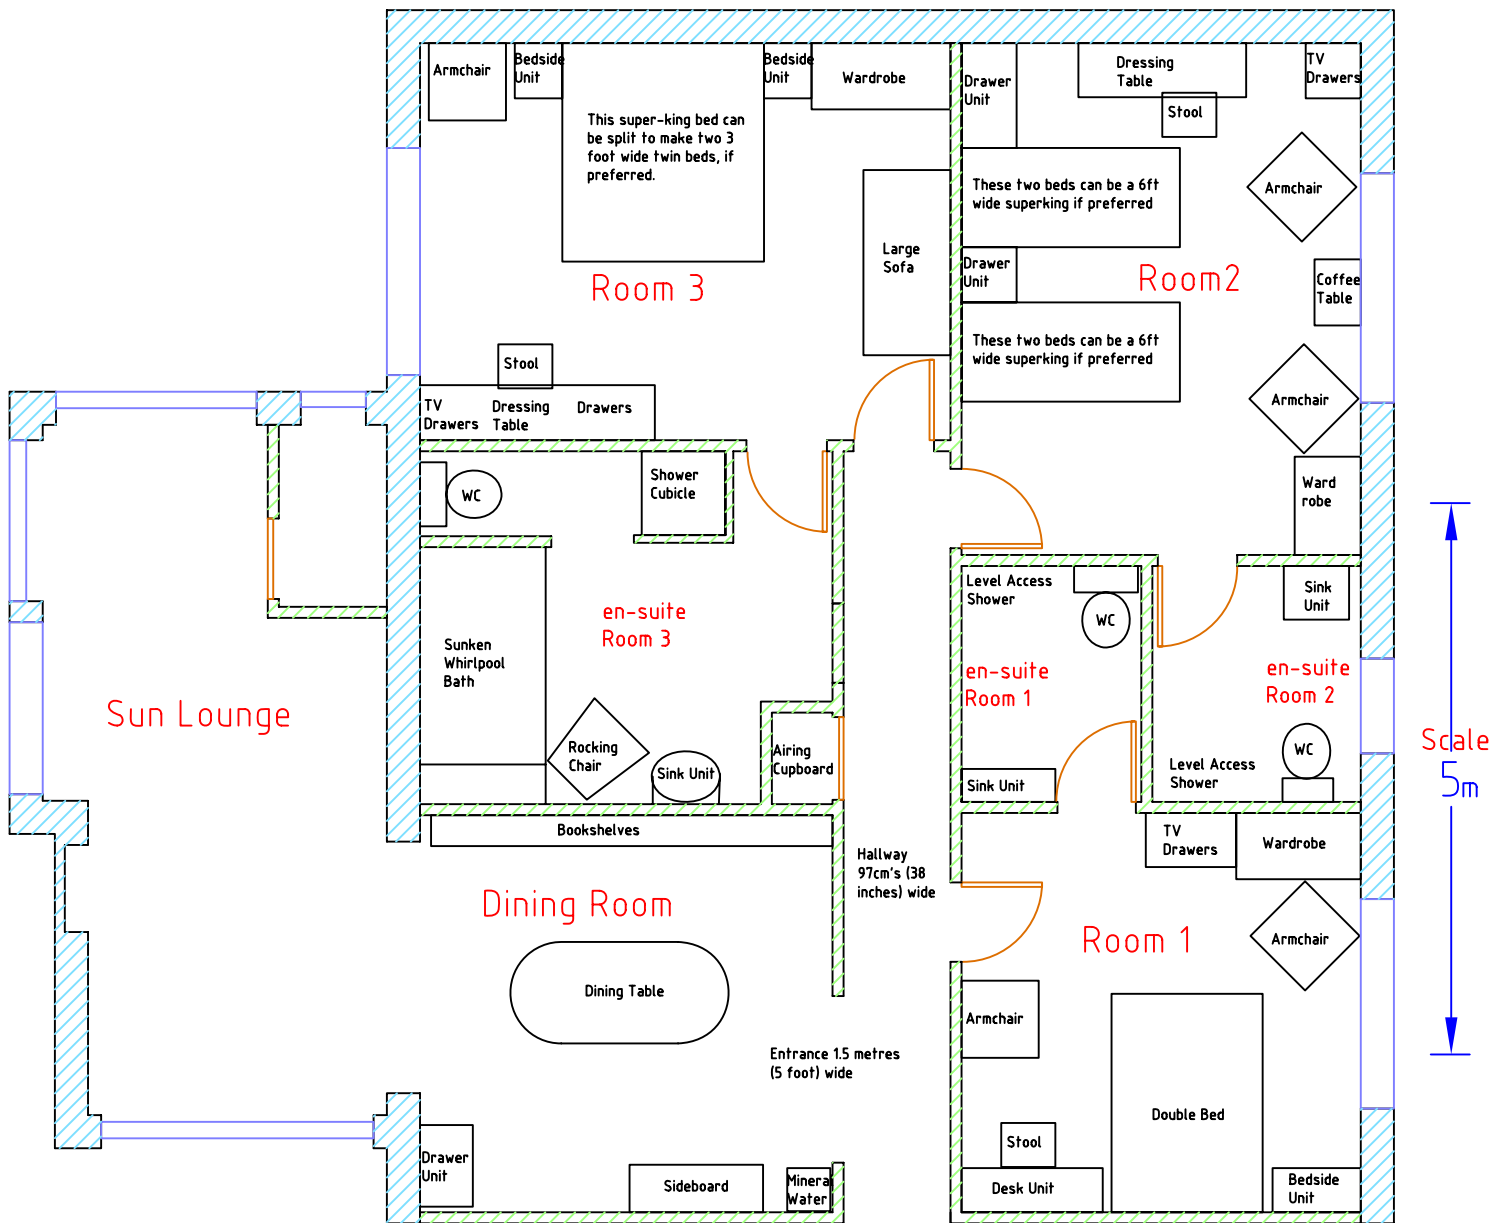 Armchair
Bedside
Unit
This super-king bed can
be split to make two 3
foot wide twin beds, if
preferred.
Bedside
Unit
Wardrobe
Large
Sofa
Room 3
Stool
TV
Drawers
Dressing
Table
Drawers
Drawer
Unit
Dressing
Table
Stool
TV
Drawers
These two beds can be a 6ft
wide superking if preferred
Armchair
Drawer
Unit
Room2
Coffee
Table
These two beds can be a 6ft
wide superking if preferred
Armchair
Ward
robe
WC
Shower
Cubicle
en-suite
Room 3
Sunken
Whirlpool
Bath
Rocking
Chair
Sink Unit
Airing
Cupboard
Level Access
Shower
WC
en-suite
Room 1
Sink Unit
Sink
Unit
en-suite
Room 2
WC
Level Access
Shower
Scale
5m
Sun Lounge
Bookshelves
Dining Room
Dining Table
Hallway
97cm's (38
inches) wide
Entrance 1.5 metres
(5 foot) wide
Drawer
Unit
Sideboard
Mineral
Water
TV
Drawers
Wardrobe
Room 1
Armchair
Armchair
Double Bed
Stool
Desk Unit
Bedside
Unit